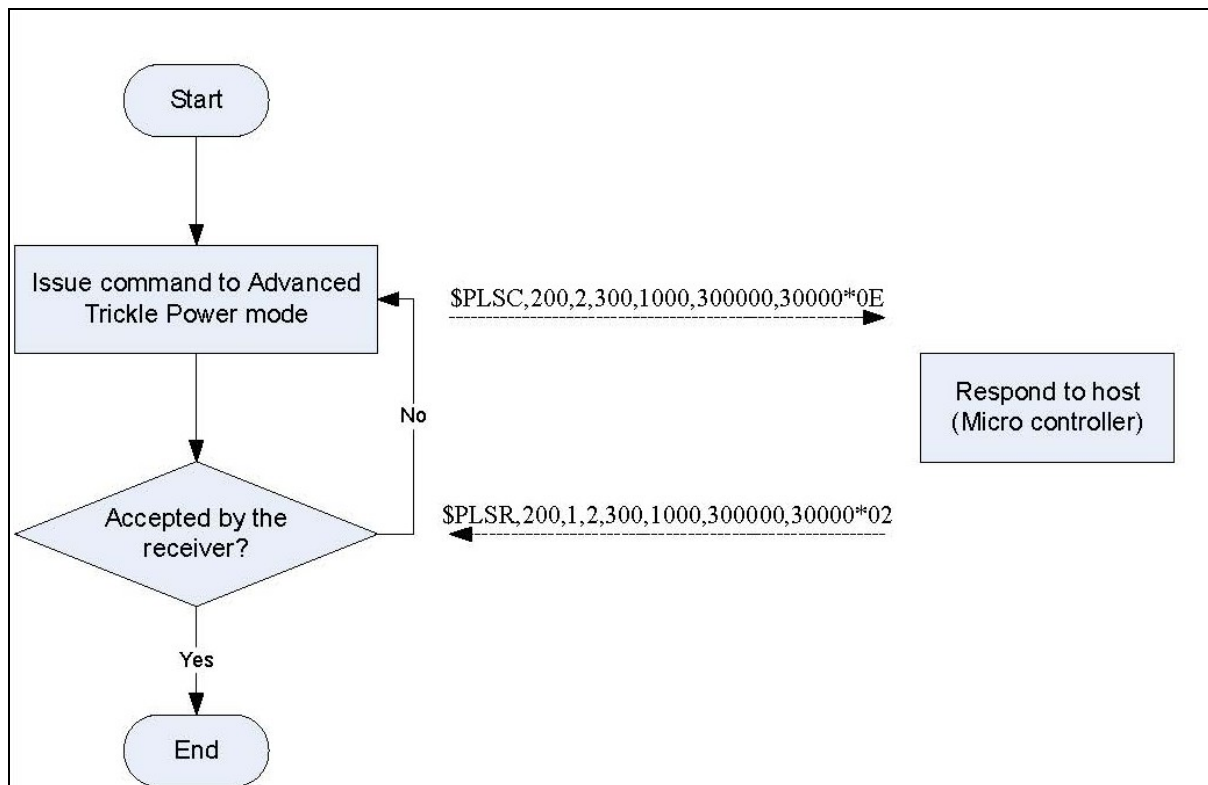 Start
Issue command to Advanced
Trickle Power mode
$PLSC,200,2,300,1000,300000,30000*0E
Respond to host
(Micro controller)
No
Accepted by the
receiver?
$PLSR,200,1,2,300,1000,300000,30000*02
Yes
End